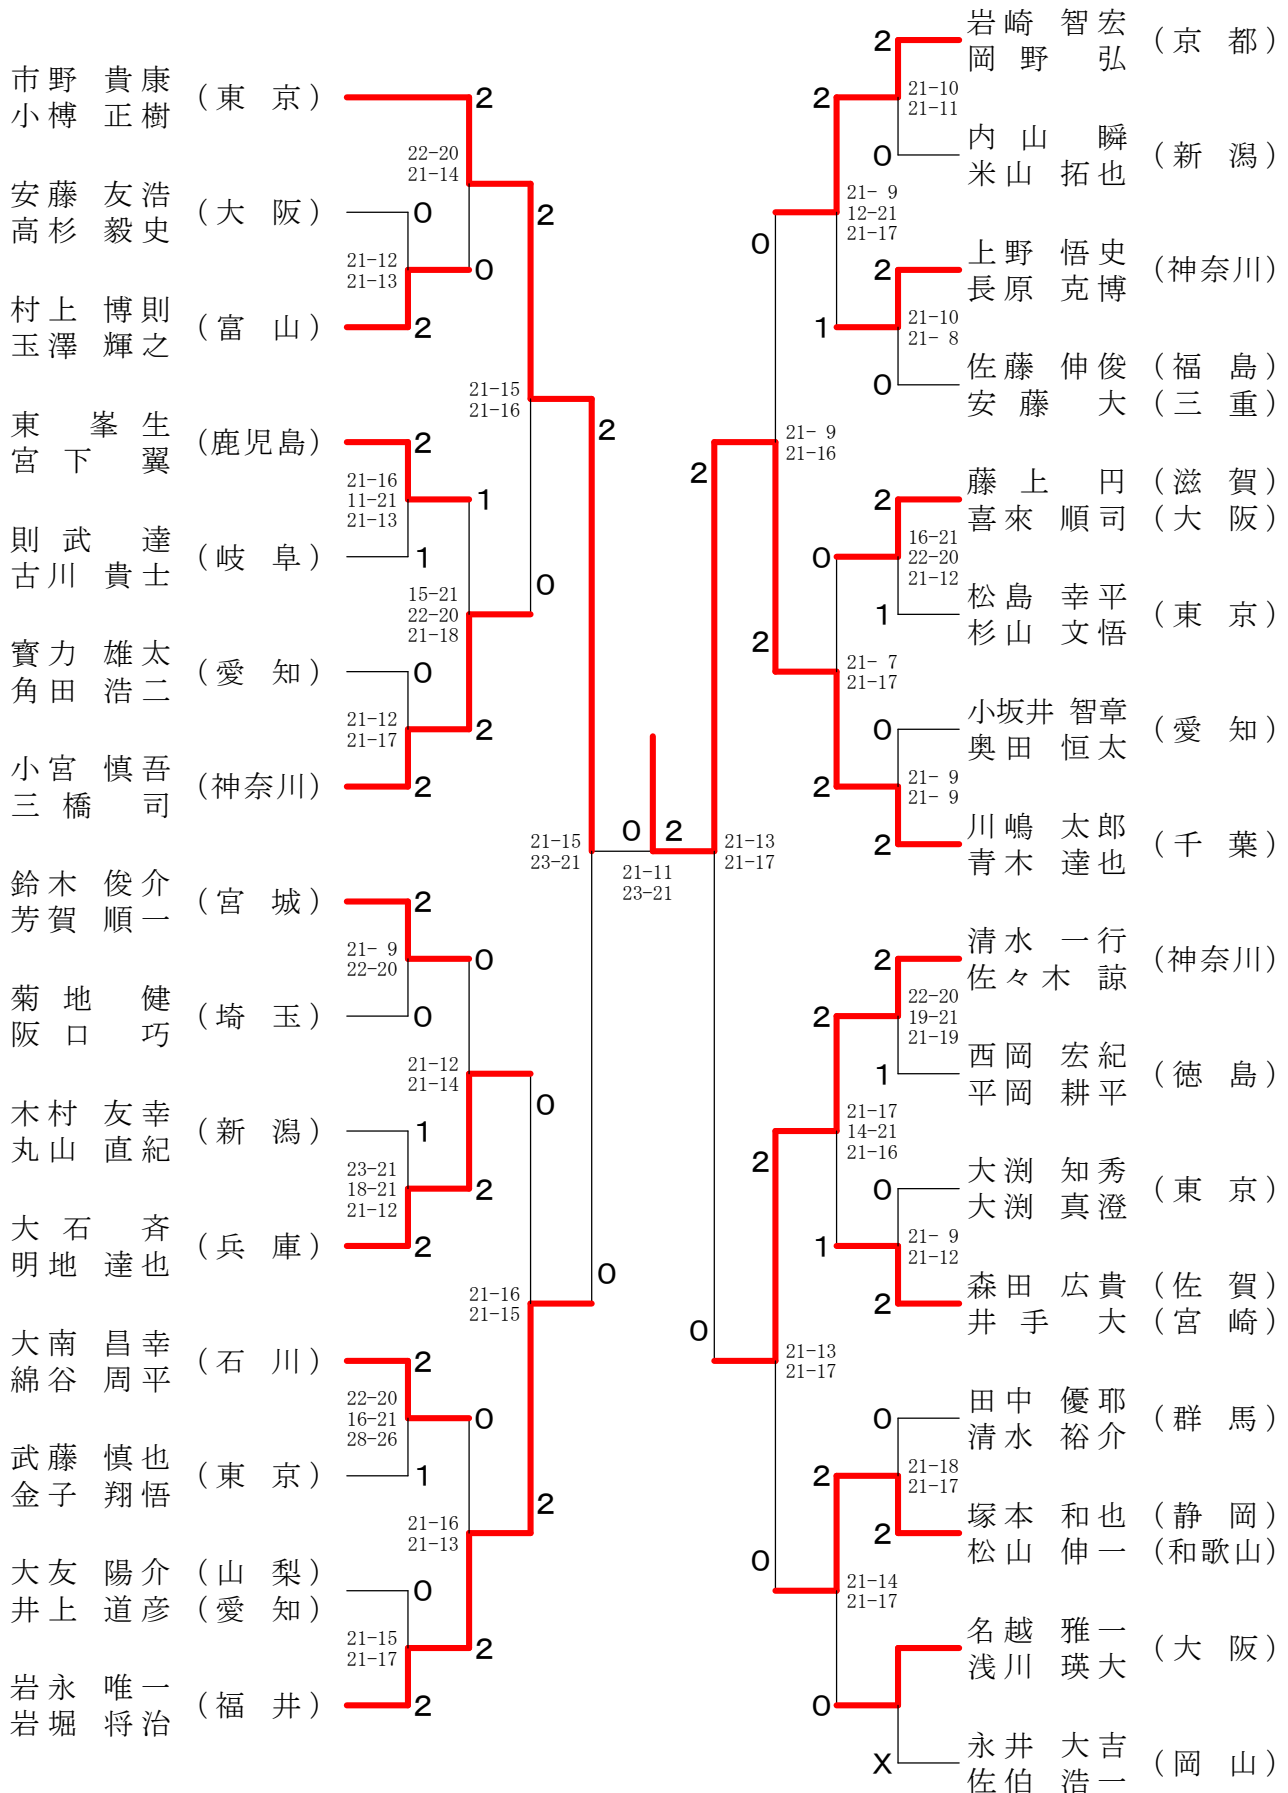 市野 貴康
小榑 正樹
(東 京)
2
22-20
21-14
安藤 友浩
高杉 毅史
(大 阪)
0
2
21-12
21-13
0
村上 博則
玉澤 輝之
(富 山)
2
21-15
21-16
2
東 峯生
宮下 翼
(鹿児島)
2
21-16
11-21
21-13
1
則武 達
古川 貴士
(岐 阜)
1
0
15-21
22-20
21-18
寳力 雄太
角田 浩二
(愛 知)
0
21-12
21-17
2
小宮 慎吾
三橋 司
(神奈川)
2
21-15
23-21
0
2
21-11
23-21
鈴木 俊介
芳賀 順一
(宮 城)
2
21- 9
22-20
0
菊地 健
阪口 巧
(埼 玉)
0
21-12
21-14
0
木村 友幸
丸山 直紀
(新 潟)
1
23-21
18-21
21-12
2
大石 斉
明地 達也
(兵 庫)
2
0
21-16
21-15
大南 昌幸
綿谷 周平
(石 川)
2
22-20
16-21
28-26
0
武藤 慎也
金子 翔悟
(東 京)
1
2
21-16
21-13
大友 陽介 (山 梨)
井上 道彦 (愛 知)
0
21-15
21-17
2
岩永 唯一
岩堀 将治
(福 井)
2
2
岩崎 智宏
岡野 弘
(京 都)
2
21-10
21-11
0
内山 瞬
米山 拓也
(新 潟)
0
21- 9
12-21
21-17
2
上野 悟史
長原 克博
(神奈川)
1
21-10
21- 8
0
佐藤 伸俊 (福 島)
安藤 大 (三 重)
2
21- 9
21-16
2
藤上 円 (滋 賀)
喜來 順司 (大 阪)
0
16-21
22-20
21-12
1
松島 幸平
杉山 文悟
(東 京)
2
21- 7
21-17
0
小坂井 智章
奥田 恒太
(愛 知)
2
21- 9
21- 9
2
川嶋 太郎
青木 達也
(千 葉)
21-13
21-17
2
清水 一行
佐々木 諒
(神奈川)
2
22-20
19-21
21-19
1
西岡 宏紀
平岡 耕平
(徳 島)
2
21-17
14-21
21-16
0
大渕 知秀
大渕 真澄
(東 京)
1
21- 9
21-12
2
森田 広貴 (佐 賀)
井手 大 (宮 崎)
0
21-13
21-17
0
田中 優耶
清水 裕介
(群 馬)
2
21-18
21-17
2
塚本 和也 (静 岡)
松山 伸一 (和歌山)
0
21-14
21-17
名越 雅一
浅川 瑛大
(大 阪)
0
X
永井 大吉
佐伯 浩一
(岡 山)